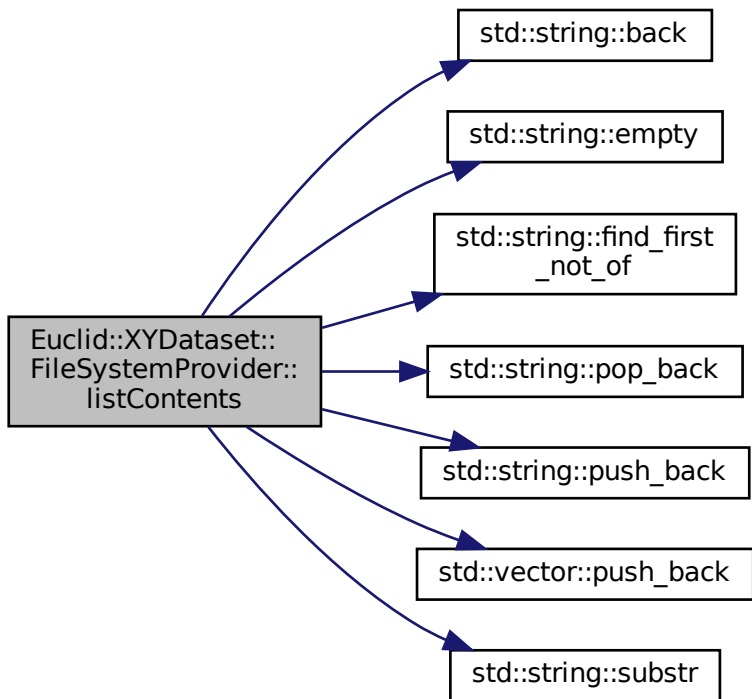 std::string::back
std::string::empty
std::string::find_first
_not_of
Euclid::XYDataset::
FileSystemProvider::
listContents
std::string::pop_back
std::string::push_back
std::vector::push_back
std::string::substr